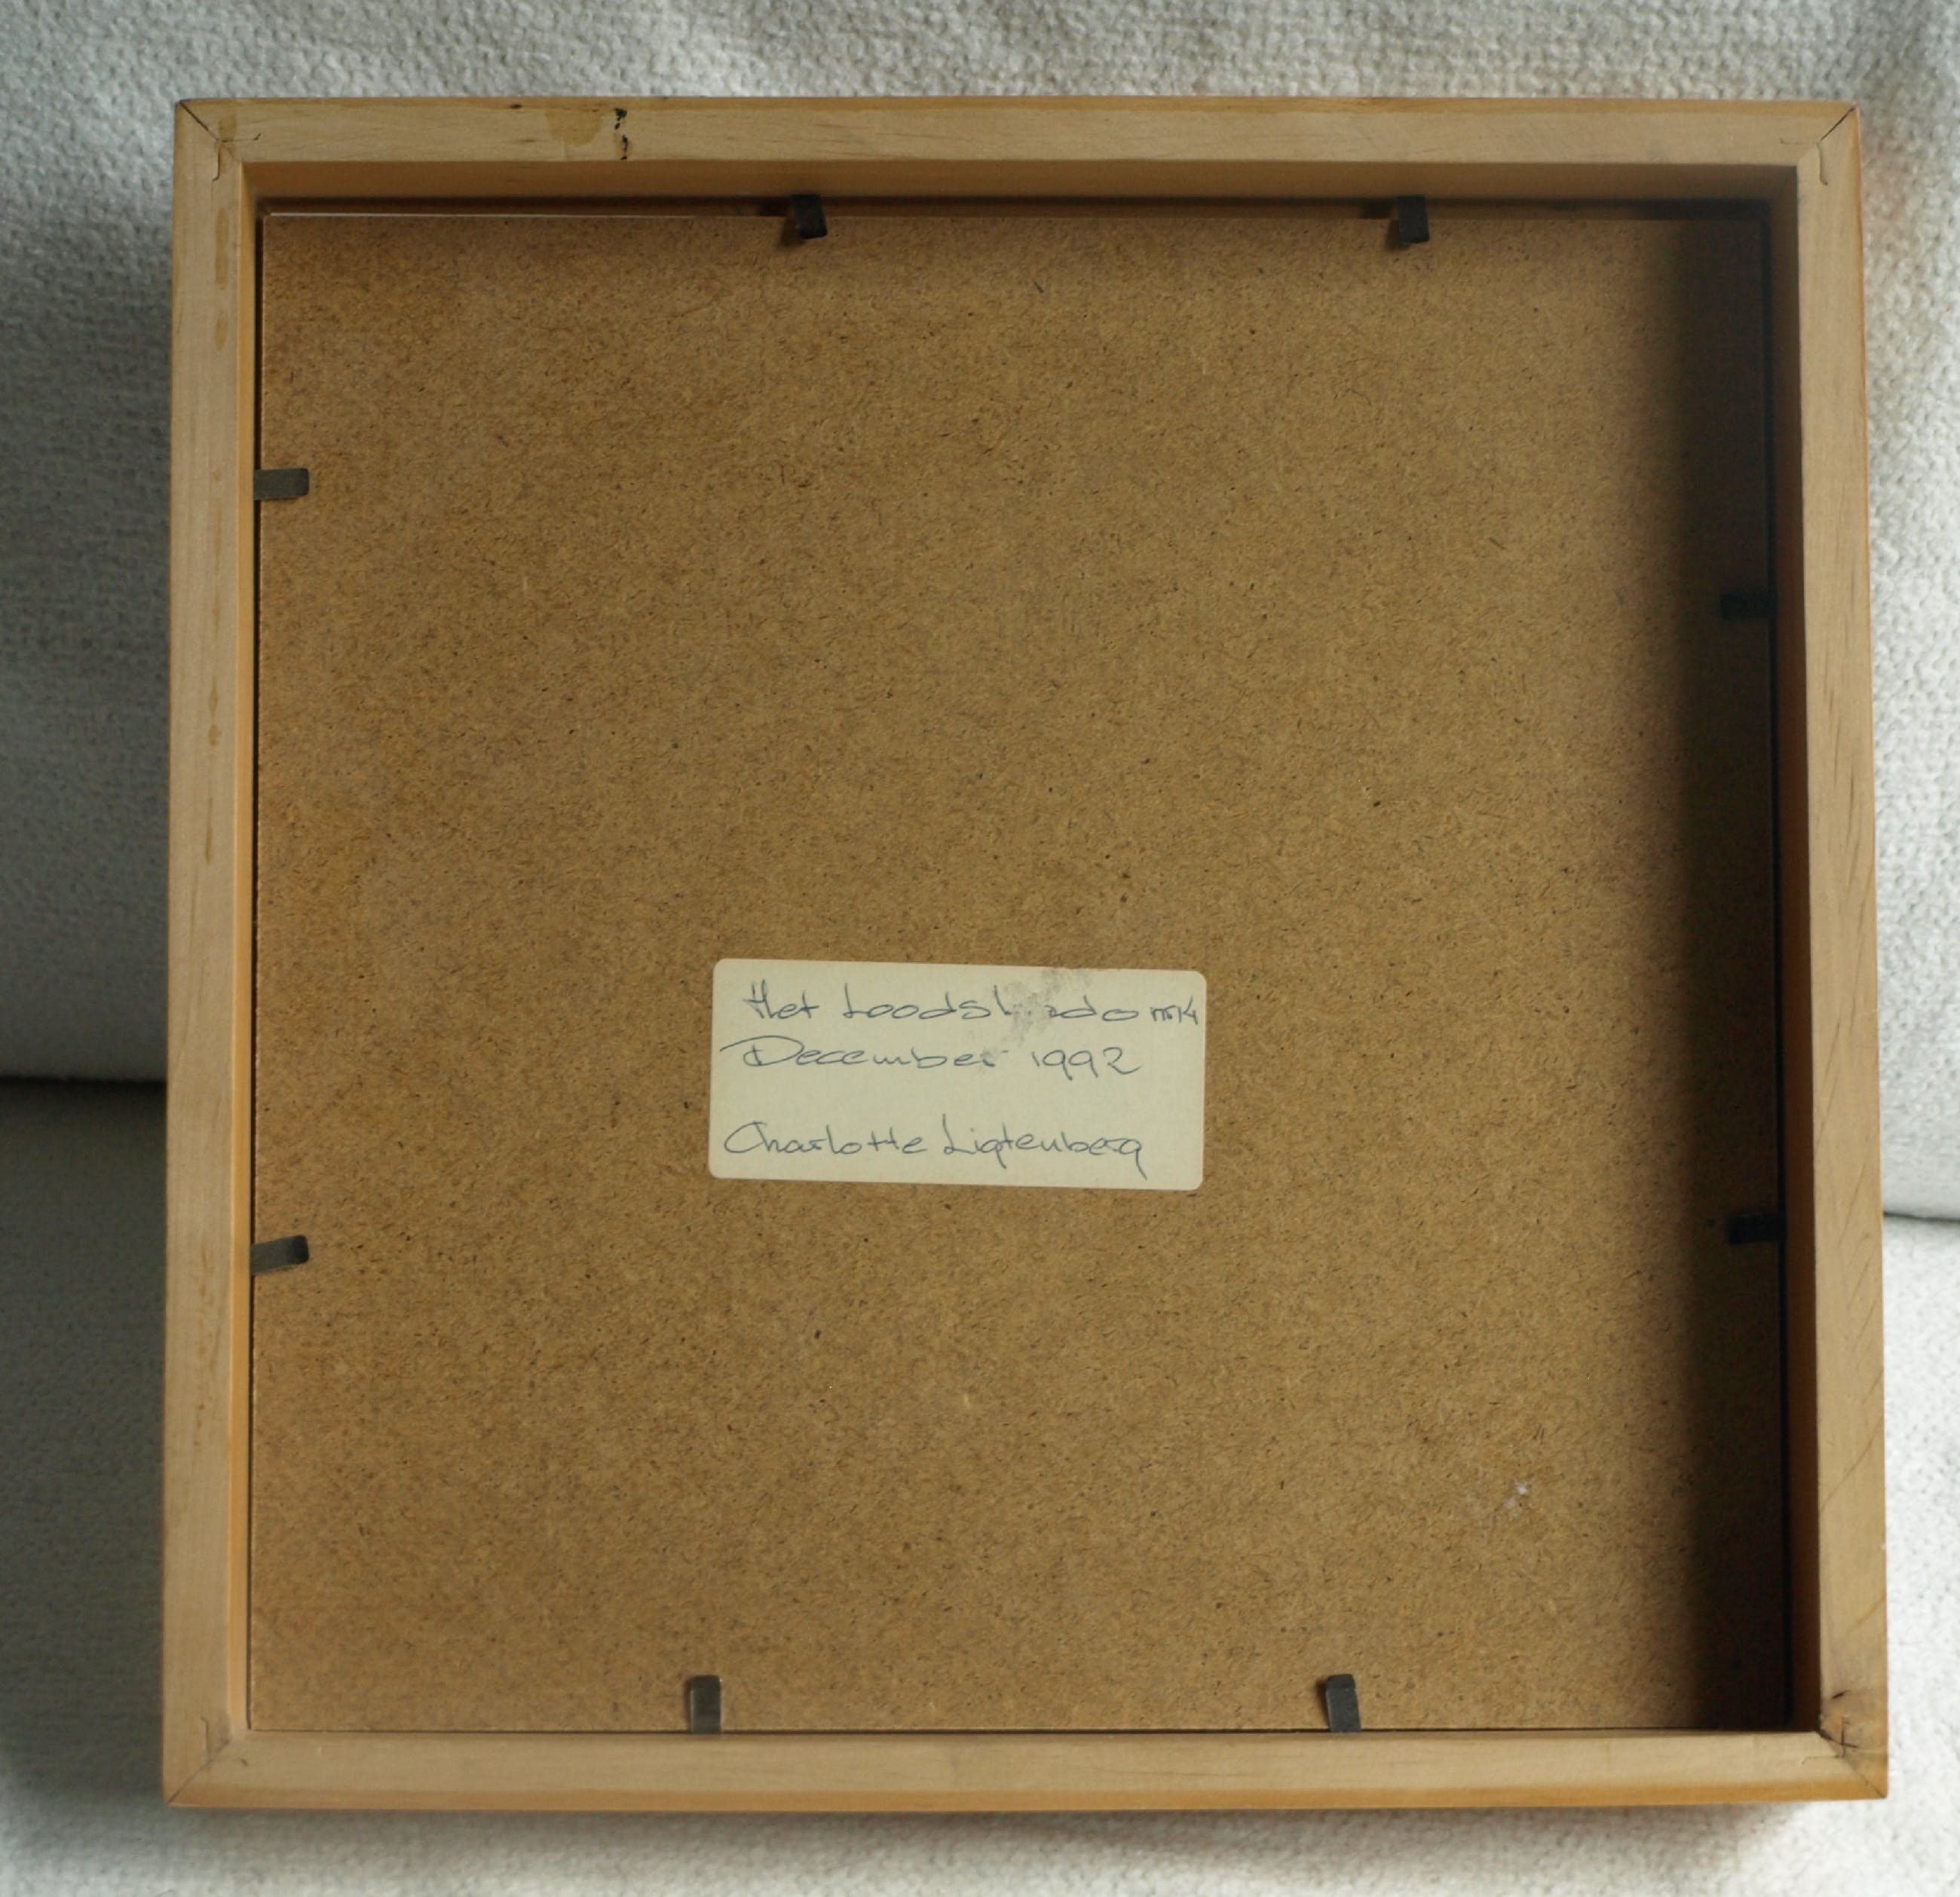 Het
December 1992
Charlotte Ligtenberg